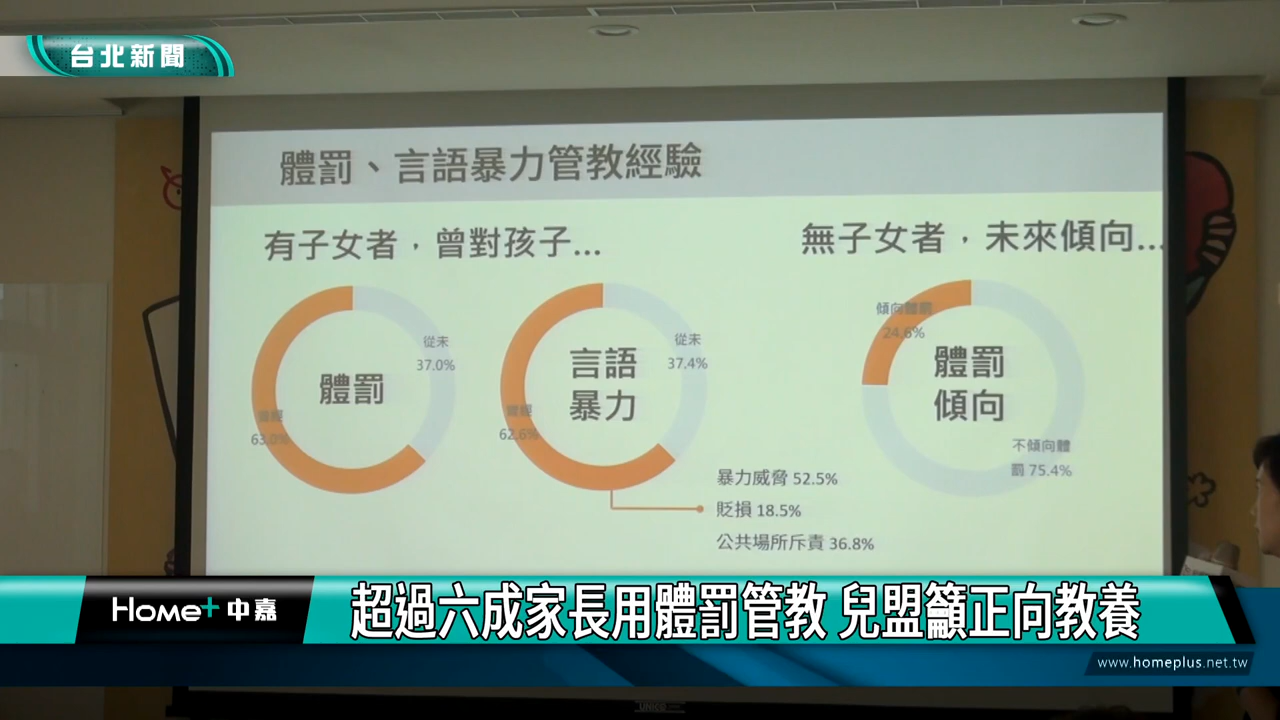 台北新聞
體罰、言語暴力管教經驗
有子女者，曾對孩子...
無子女者，未來傾向...
從未
37.0%
體罰
曾經
63.0%
從未
37.4%
言語
暴力
曾經
62.6%
暴力威脅 52.5%
貶損 18.5%
公共場所斥責 36.8%
傾向體罰
24.6%
體罰
傾向
不傾向體
罰 75.4%
Home+ 中嘉
超過六成家長用體罰管教 兒盟籲正向教養
www.homeplus.net.tw
UNICO